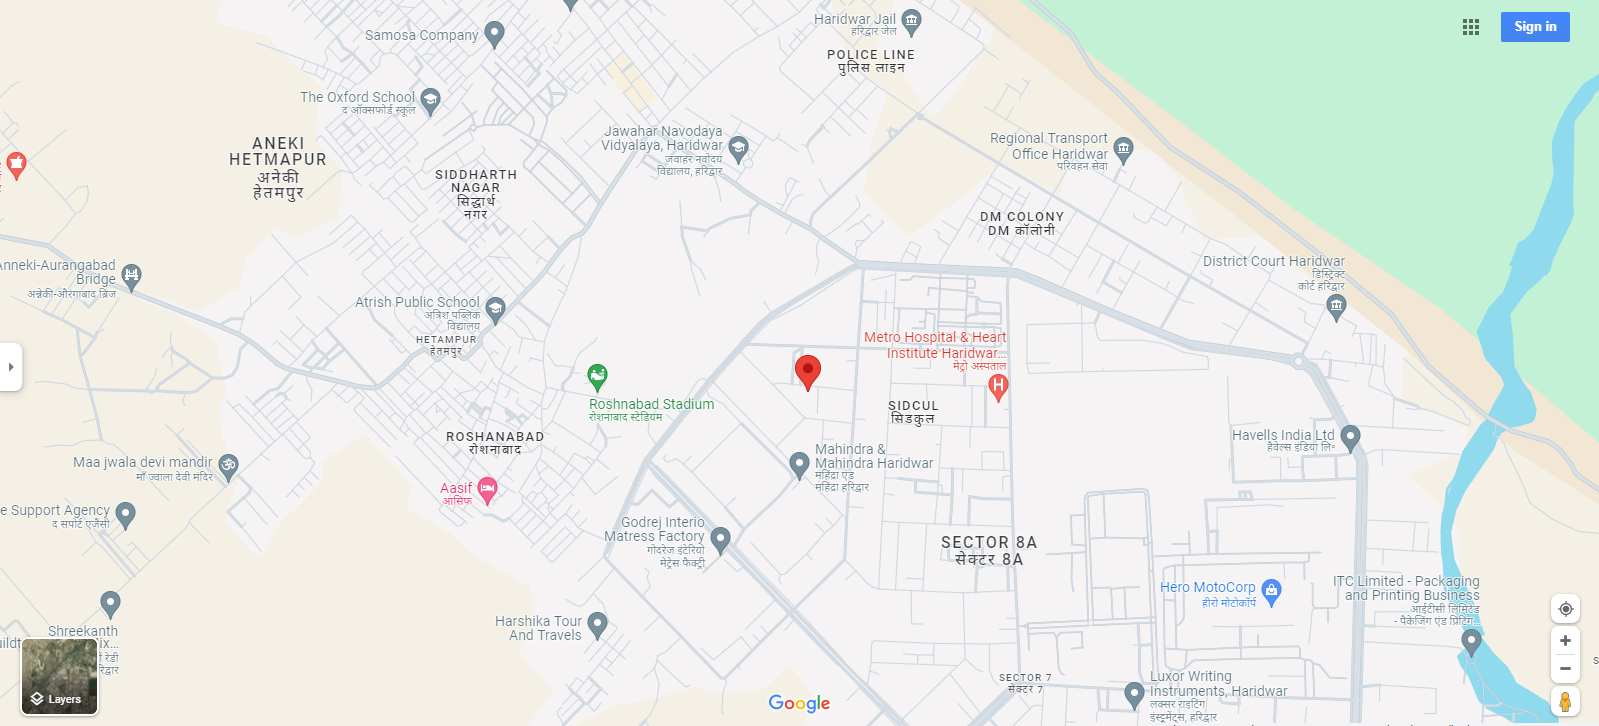 Haridwar Jail
हरिद्वार जेल
Sign in
Samosa Company
POLICE LINE
पुलिस लाइन
The Oxford School
द ऑक्सफोर्ड स्कूल
Jawahar Navodaya
Vidyalaya, Haridwar
जवाहर नवोदय
विद्यालय, हरिद्वार
Regional Transport
Office Haridwar
परिवहन सेवा
ANEKI
HETMAPUR
अनेकी
हेतमपुर
SIDDHARTH
NAGAR
सिद्धार्थ
नगर
DM COLONY
DM कॉलोनी
District Court Haridwar
डिस्ट्रिक्ट
कोर्ट हरिद्वार
Anneki-Aurangabad
Bridge
अन्नेकी-औरंगाबाद ब्रिज
Atrish Public School
अत्रिश पब्लिक
विद्यालय
HETAMPUR
हेतमपुर
Metro Hospital & Heart
Institute Haridwar...
मेट्रो अस्पताल
Roshnabad Stadium
रोशनाबाद स्टेडियम
SIDCUL
सिडकुल
ROSHANABAD
रोशनाबाद
Havells India Ltd
हैवेल्स इंडिया लि॰
Mahindra &
Mahindra Haridwar
महिंद्रा एंड
महिंद्रा हरिद्वार
Maa jwala devi mandir
माँ ज्वाला देवी मंदिर
Aasif
आसिफ़
e Support Agency
द सपोर्ट एजैंसी
Godrej Interio
Matress Factory
गोदरेज इंटेरियो
मेट्रेस फैक्ट्री
SECTOR 8A
सेक्टर 8A
Hero MotoCorp
हीरो मोटोकॉर्प
ITC Limited - Packaging
and Printing Business
आईटीसी लिमिटेड
- पैकेजिंग एंड प्रिंटिंग...
Harshika Tour
And Travels
Shreekanth
ix...
रेडी
Layers
SECTOR 7
सेक्टर 7
Luxor Writing
Instruments, Haridwar
लक्सर राइटिंग
इंस्ट्रूमेंट्स, हरिद्वार
Google